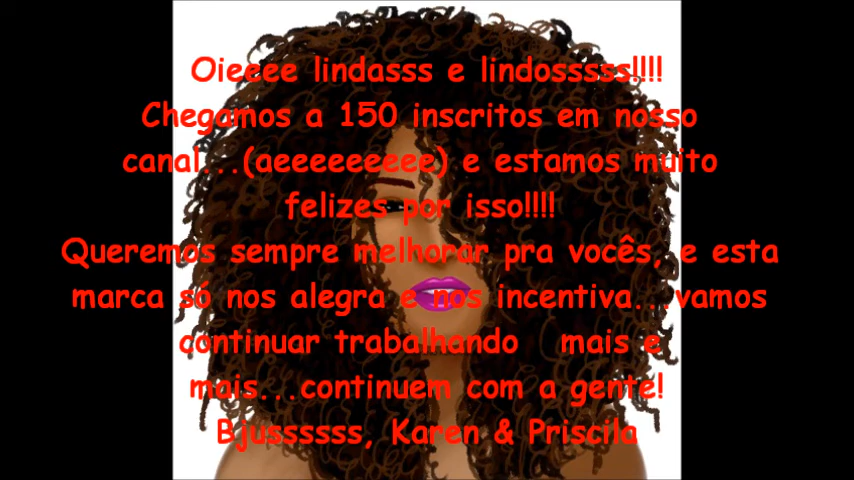 Oieeee lindasss e lindosssss!!!!
Chegamos a 150 inscritos em nosso
canal...(aeeeeeeeee) e estamos muito
felizes por isso!!!!
Queremos sempre melhorar pra vocês, e esta
marca só nos alegra e nos incentiva...vamos
continuar trabalhando mais e
mais...continuem com a gente!
Bjussssss, Karen & Priscila